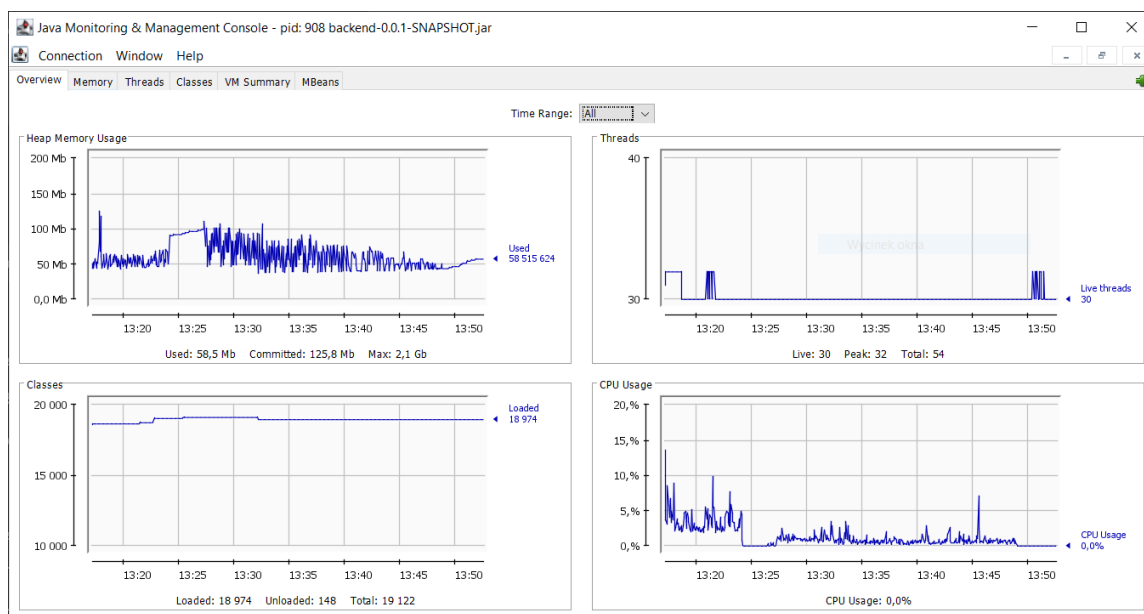 Java Monitoring & Management Console - pid: 908 backend-0.0.1-SNAPSHOT.jar
Connection Window Help
Overview Memory Threads Classes VM Summary MBeans
Time Range: All
Heap Memory Usage
200 Mb
150 Mb
100 Mb
50 Mb
0,0 Mb
Used
58 515 624
13:20 13:25 13:30 13:35 13:40 13:45 13:50
Used: 58,5 Mb Committed: 125,8 Mb Max: 2,1 Gb
Threads
40
30
Wycinek okna
Live threads
30
13:20 13:25 13:30 13:35 13:40 13:45 13:50
Live: 30 Peak: 32 Total: 54
Classes
20 000
15 000
10 000
Loaded
18 974
13:20 13:25 13:30 13:35 13:40 13:45 13:50
Loaded: 18 974 Unloaded: 148 Total: 19 122
CPU Usage
20,%
15,%
10,%
5,%
0,%
CPU Usage
0,0%
13:20 13:25 13:30 13:35 13:40 13:45 13:50
CPU Usage: 0,0%